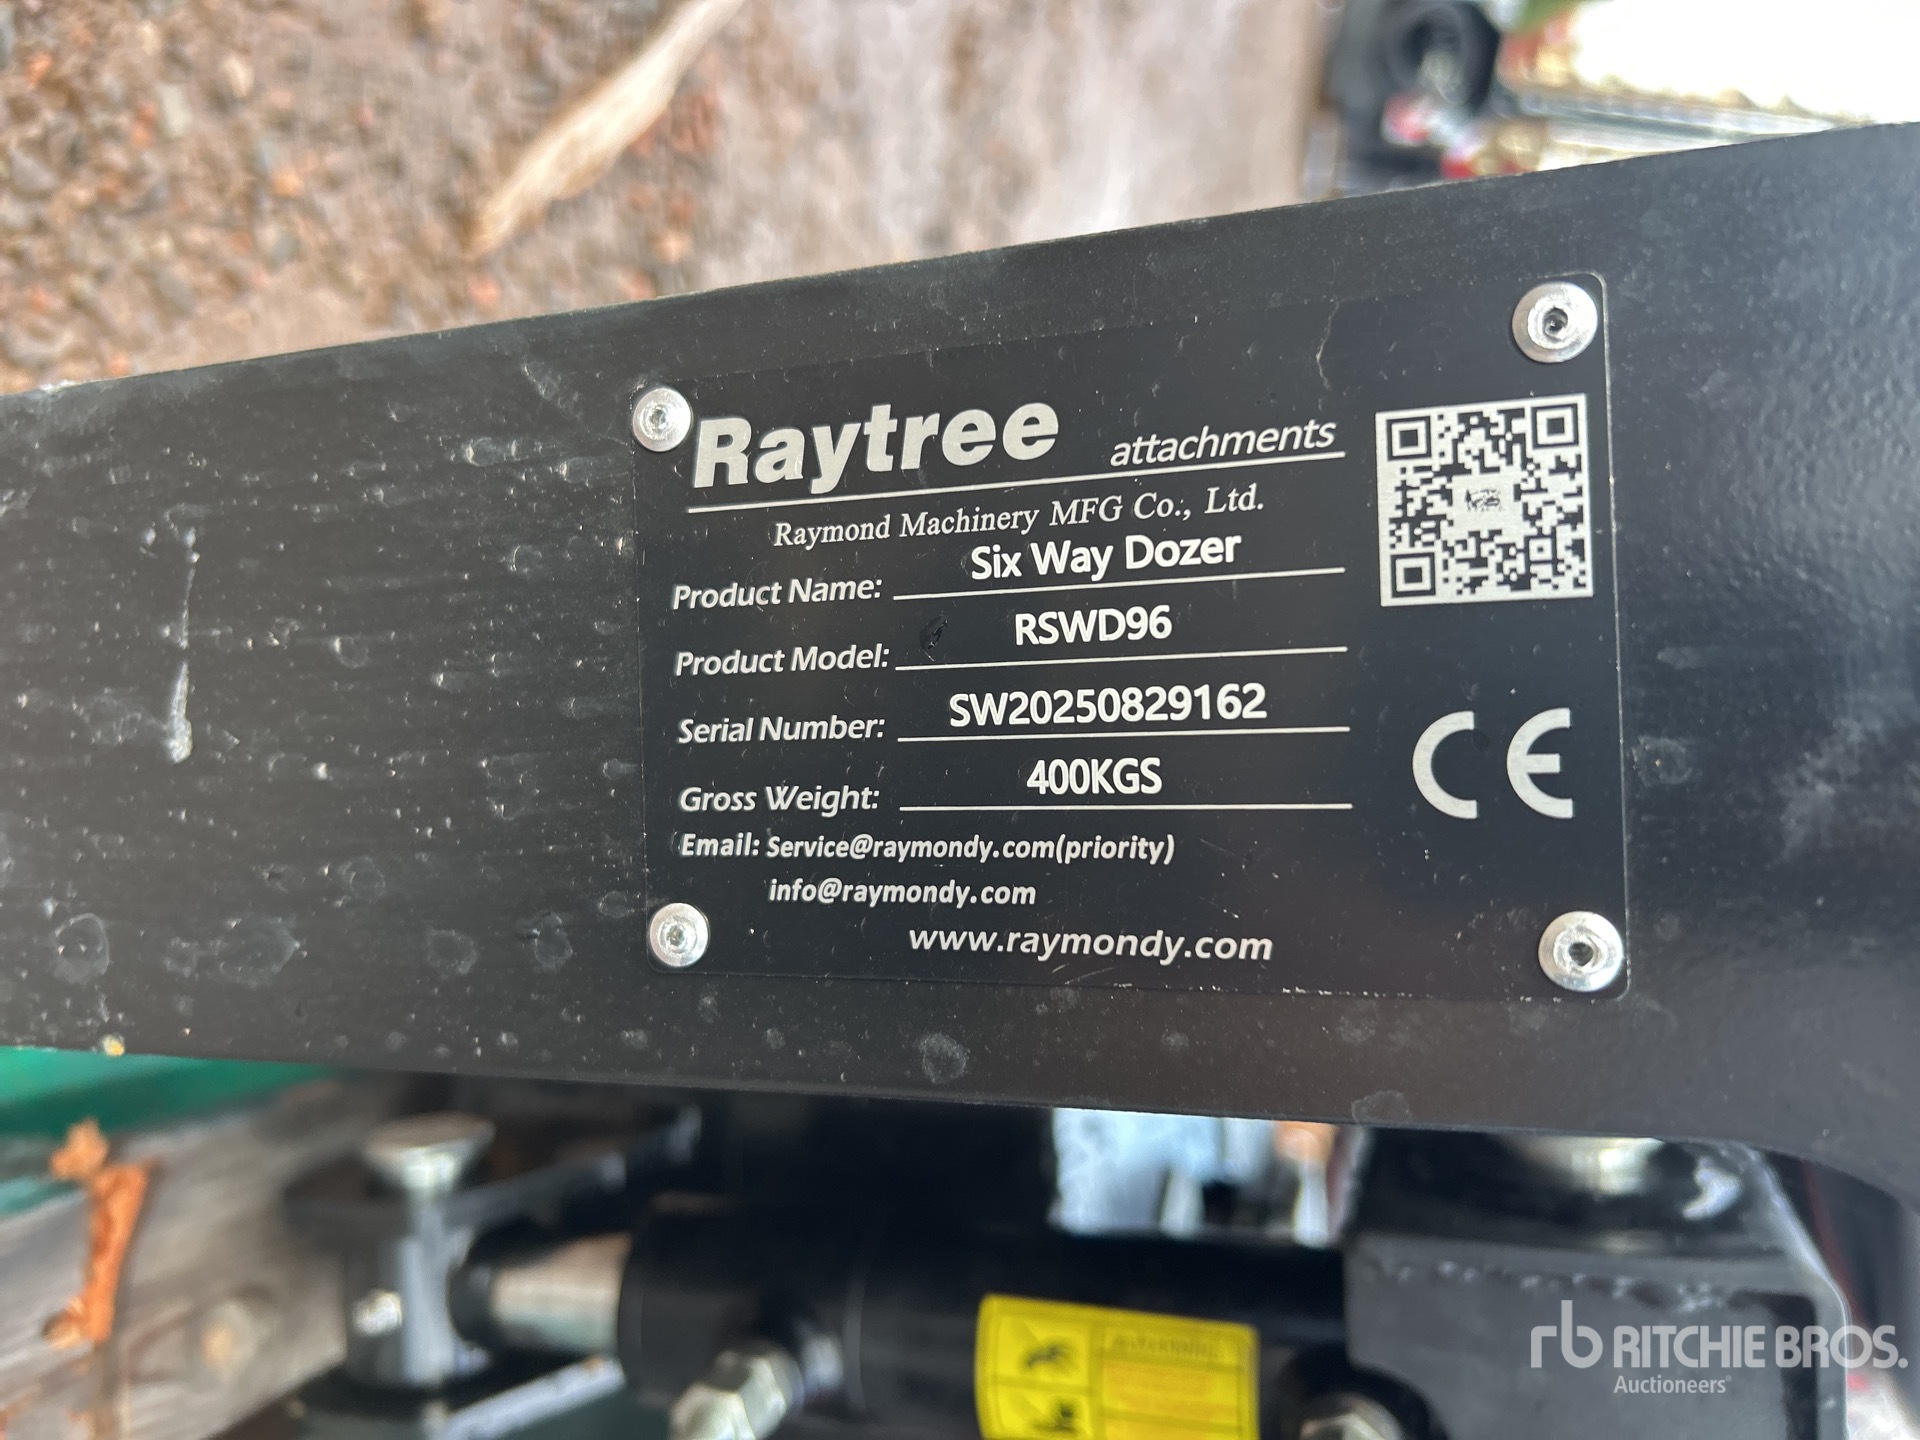 Raytree attachments
Raymond Machinery MFG Co., Ltd.
Product Name: Six Way Dozer
Product Model: RSWD96
Serial Number: SW20250829162
Gross Weight: 400KGS
Email: Service@raymondy.com(priority)
info@raymondy.com
www.raymondy.com
CE
rb RITCHIE BROS.
Auctioneers